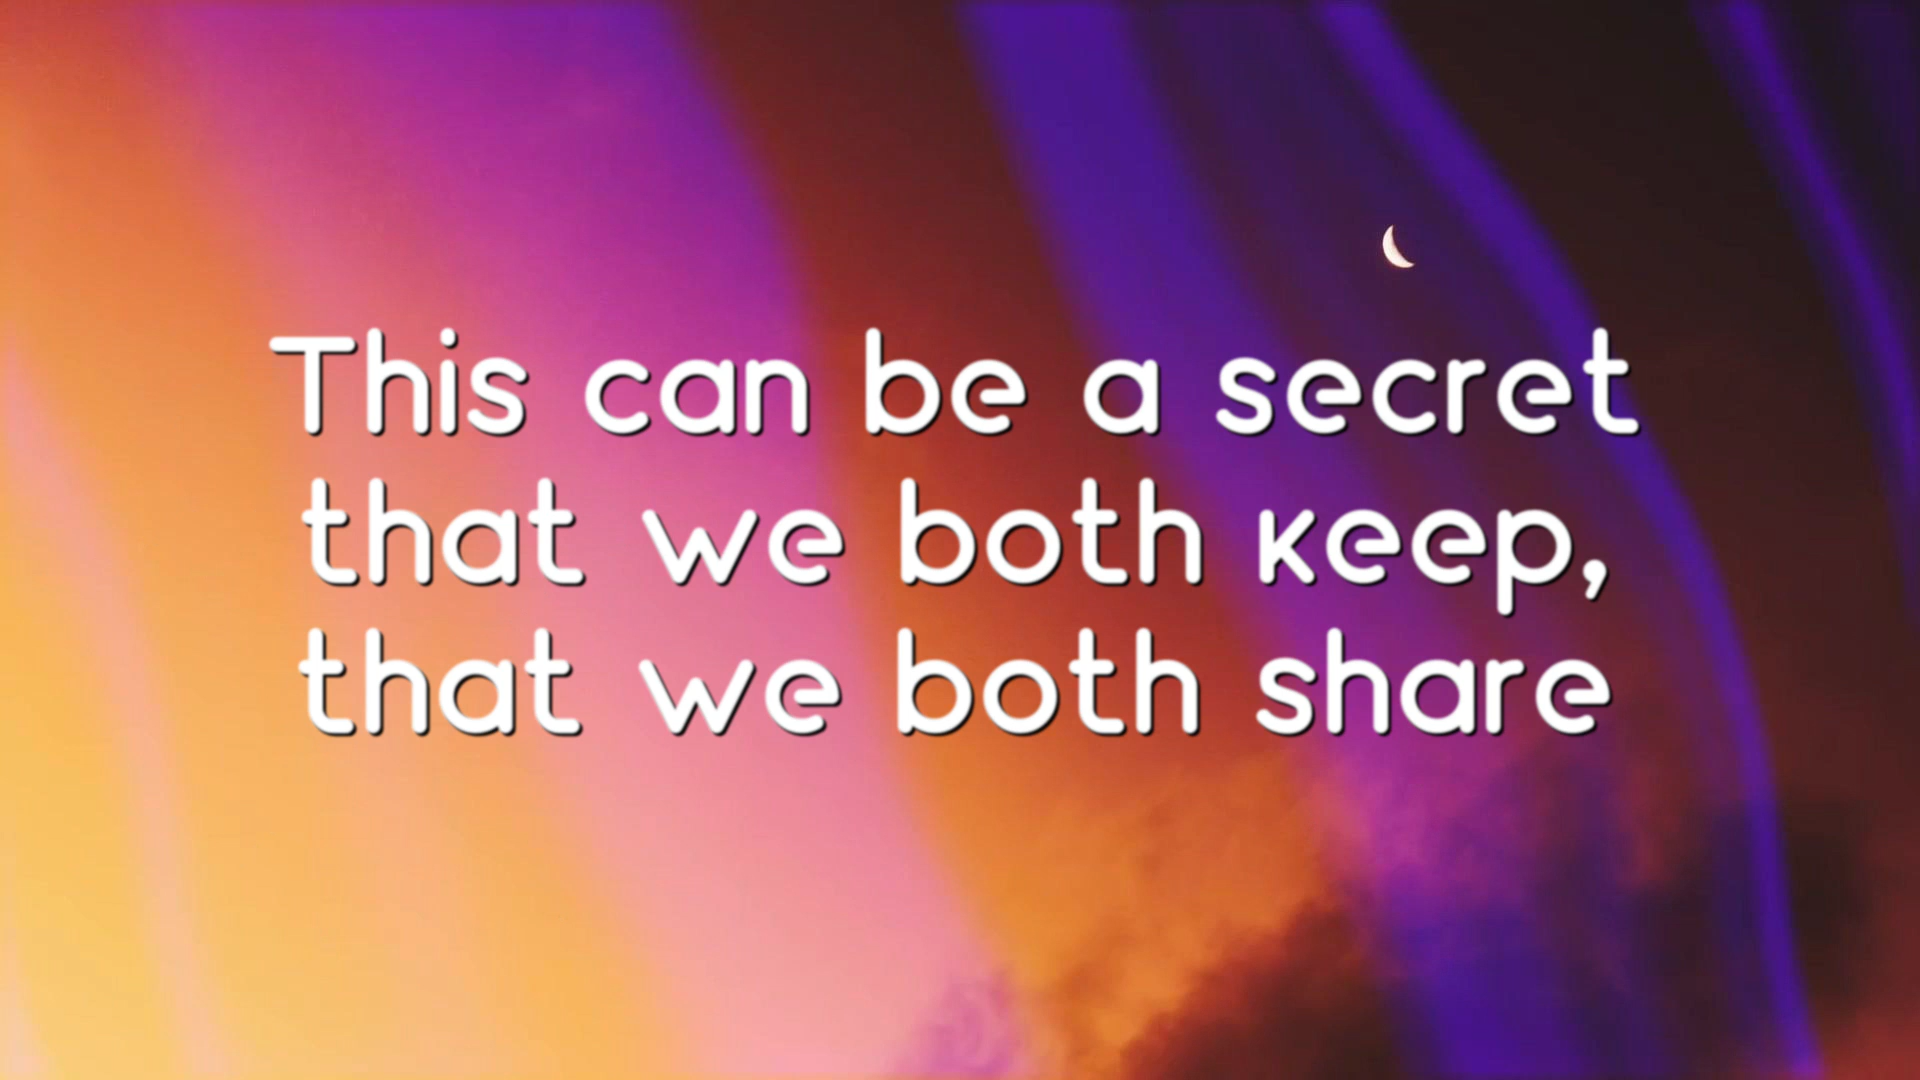 This can be a secret
that we both keep,
that we both share